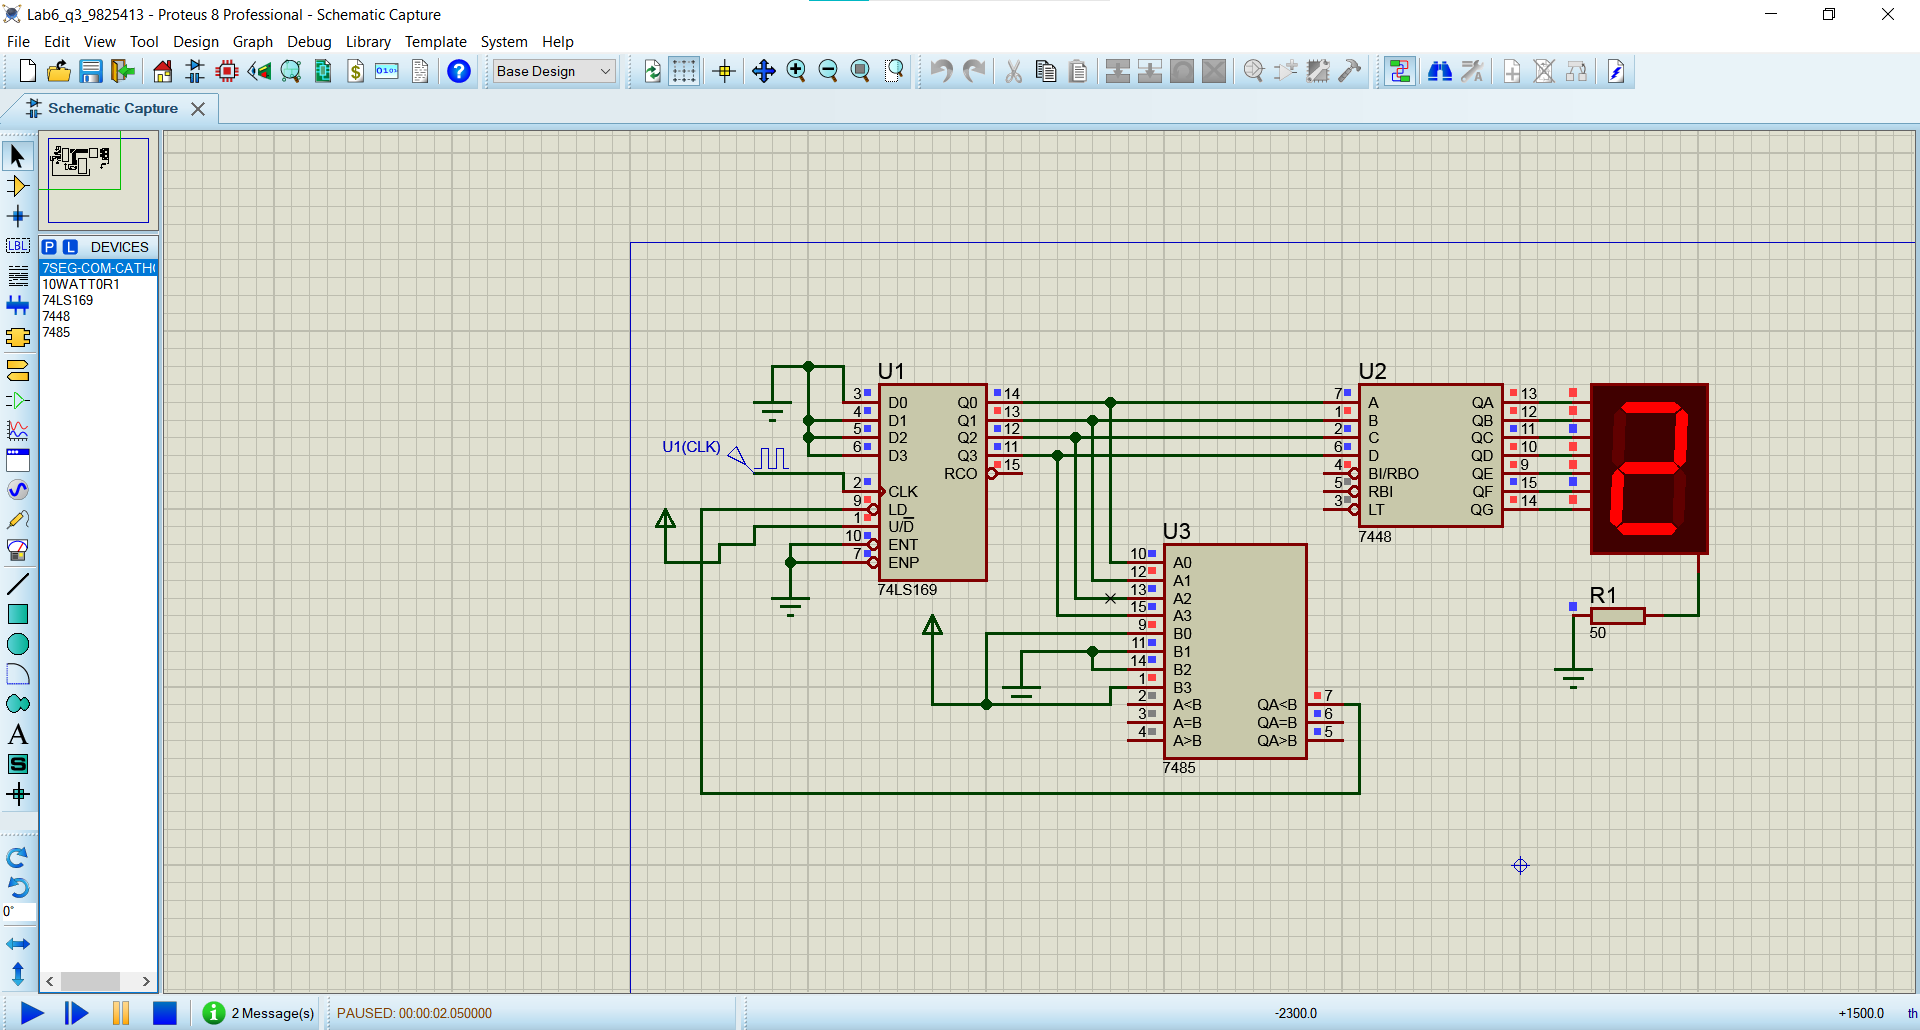 Lab6_q3_9825413 - Proteus 8 Professional - Schematic Capture
File Edit View Tool Design Graph Debug Library Template System Help
Base Design
Schematic Capture
P L DEVICES
7SEG-COM-CATH
10WATT0R1
74LS169
7448
7485
LBL
A
S
0°
U1
3 D0
4 D1
5 D2
6 D3
2 CLK
9 LD
1 U/D
10 ENT
7 ENP
Q0 14
Q1 13
Q2 12
Q3 11
RCO 15
74LS169
U1(CLK)
U2
7 A
1 B
2 C
6 D
4 BI/RBO
5 RBI
3 LT
QA 13
QB 12
QC 11
QD 10
QE 9
QF 15
QG 14
7448
2
U3
10 A0
12 A1
13 A2
15 A3
9 B0
11 B1
14 B2
1 B3
2 A<B
3 A=B
4 A>B
QA<B 7
QA=B 6
QA>B 5
7485
R1
50
2 Message(s)
PAUSED: 00:00:02.050000
-2300.0
+1500.0
th